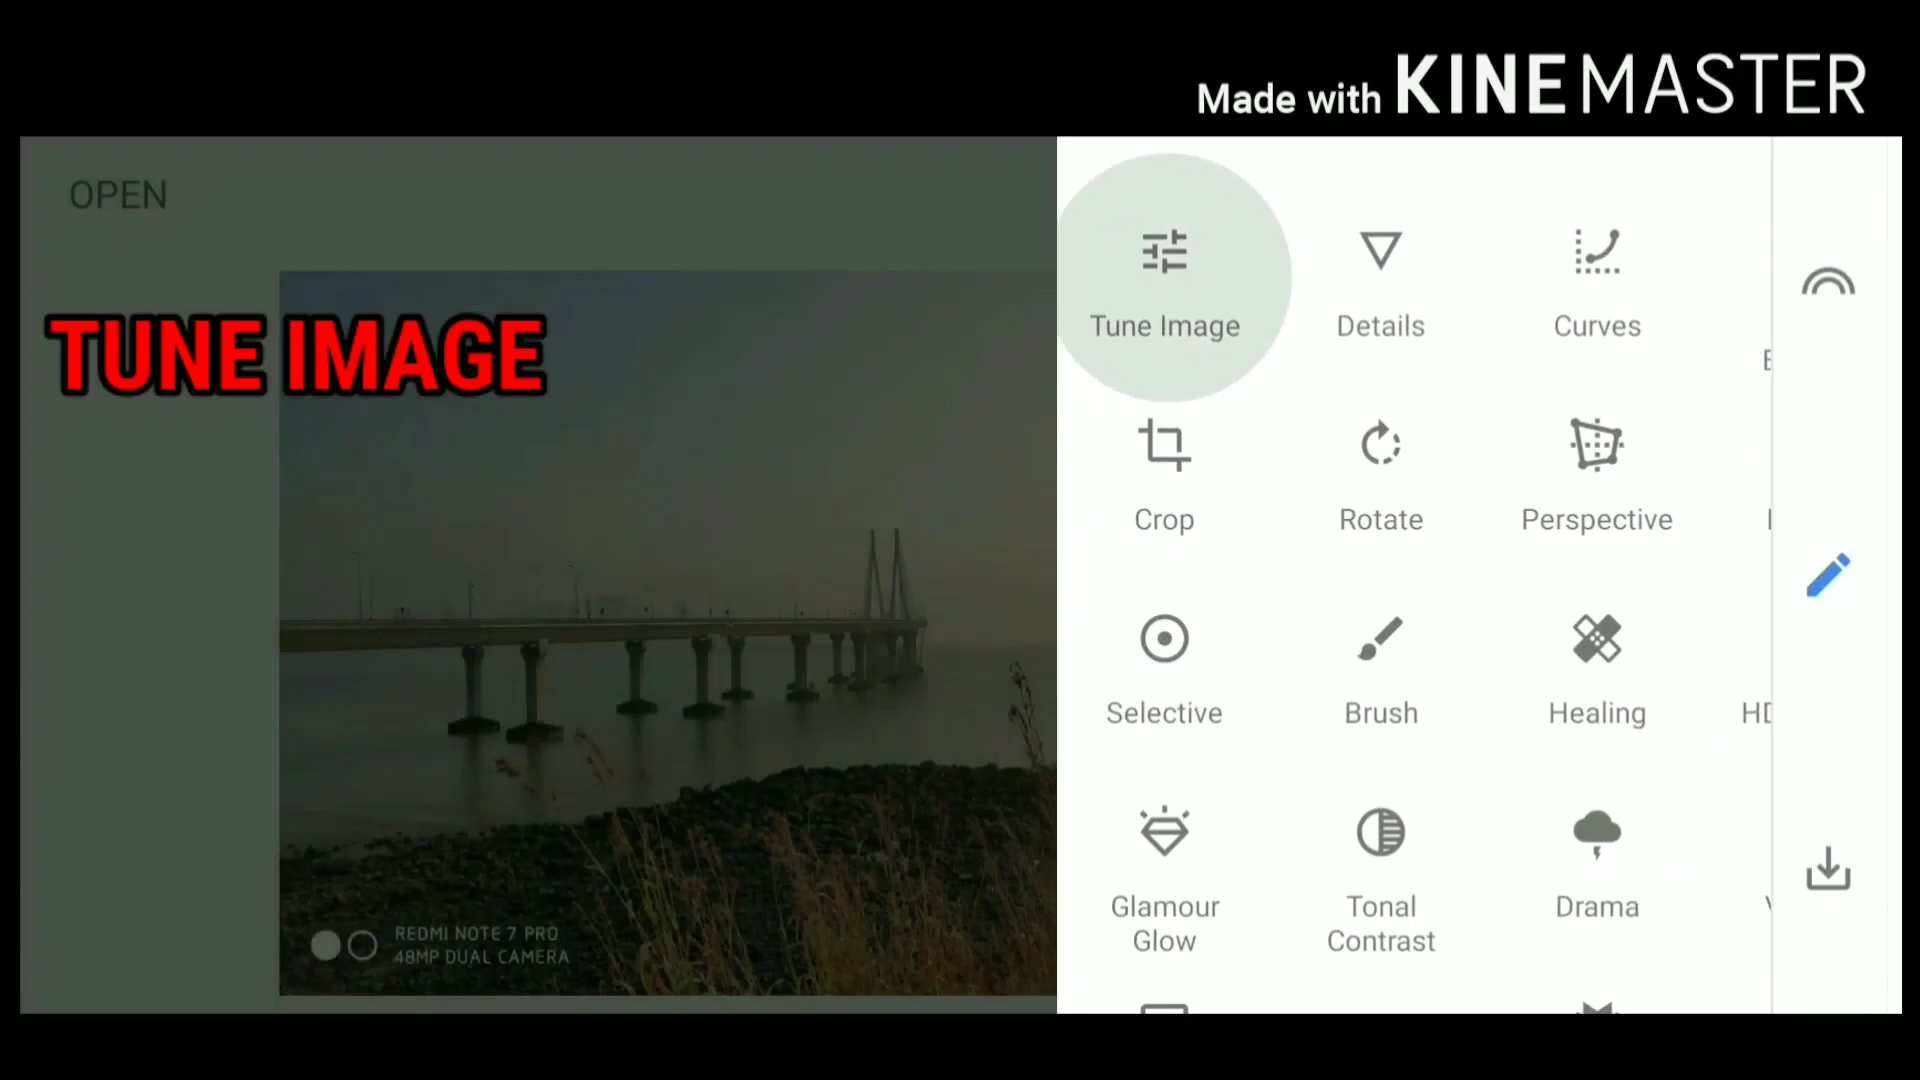 Made with KINEMASTER
OPEN
TUNE IMAGE
Tune Image
Details
Curves
Crop
Rotate
Perspective
Selective
Brush
Healing
Glamour
Glow
Tonal
Contrast
Drama
REDMI NOTE 7 PRO
48MP DUAL CAMERA